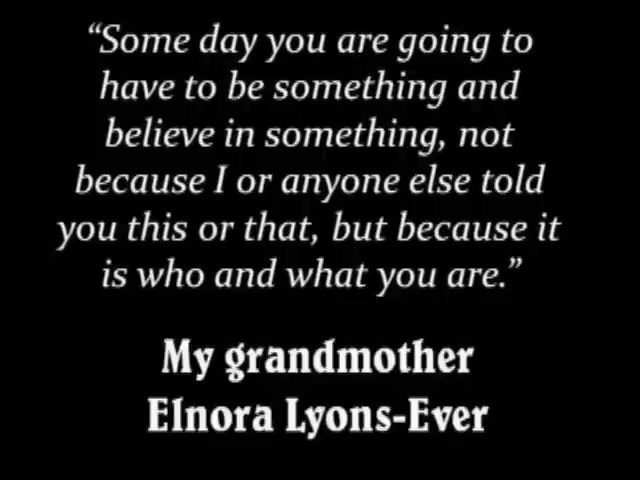 “Some day you are going to
have to be something and
believe in something, not
because I or anyone else told
you this or that, but because it
is who and what you are.”
My grandmother
Elnora Lyons-Ever